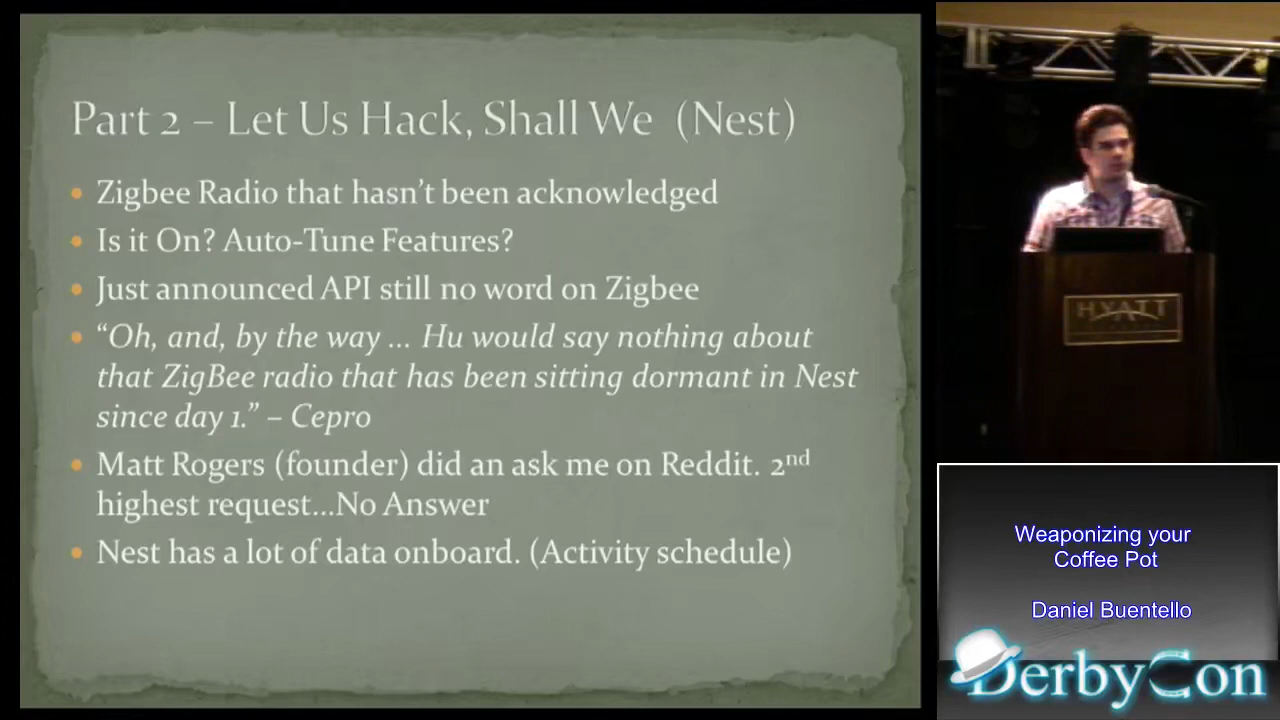 Part 2 – Let Us Hack, Shall We (Nest)
Zigbee Radio that hasn't been acknowledged
Is it On? Auto-Tune Features?
Just announced API still no word on Zigbee
“Oh, and, by the way ... Hu would say nothing about
that ZigBee radio that has been sitting dormant in Nest
since day 1.” – Cepro
Matt Rogers (founder) did an ask me on Reddit. 2nd
highest request...No Answer
Nest has a lot of data onboard. (Activity schedule)
HYATT
Weaponizing your
Coffee Pot
Daniel Buentello
DerbyCon